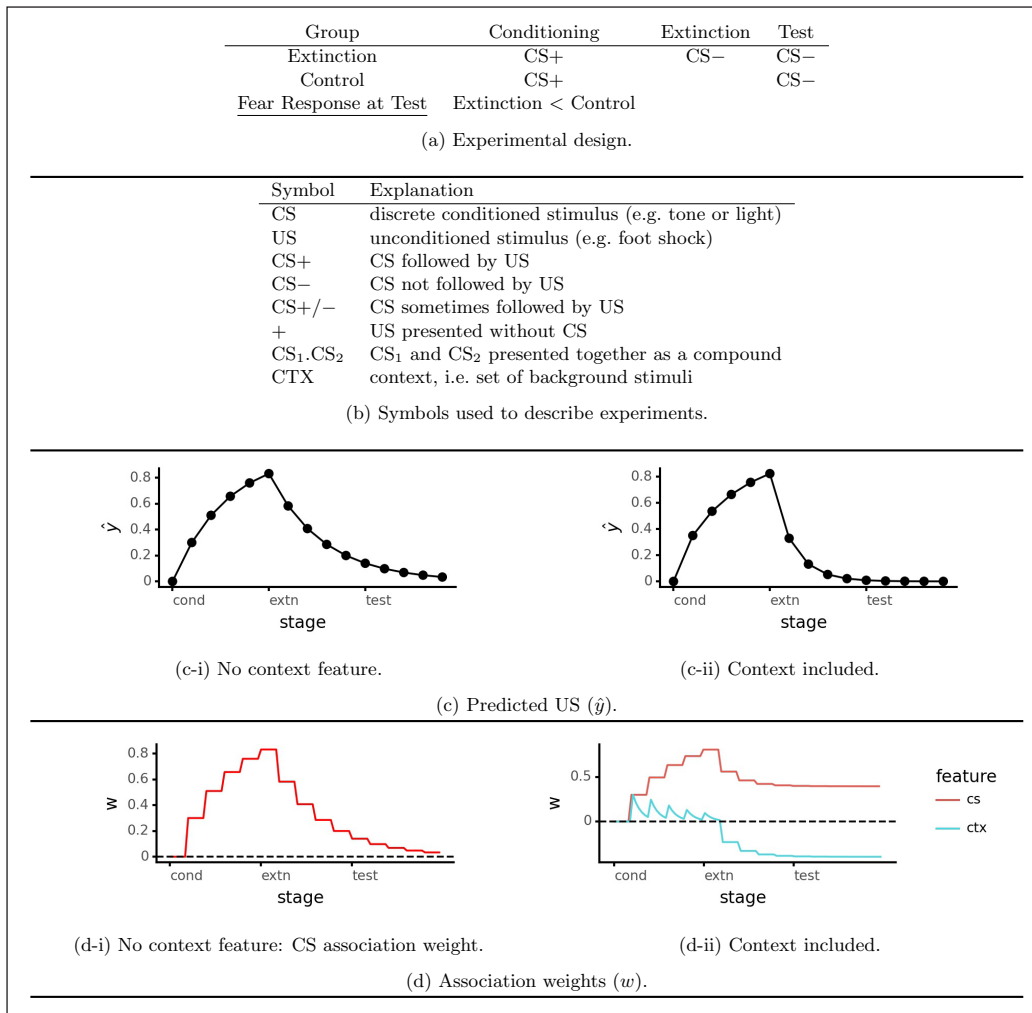 Group Conditioning Extinction Test
Extinction CS+ CS− CS−
Control CS+ CS−
Fear Response at Test Extinction < Control
(a) Experimental design.
Symbol Explanation
CS discrete conditioned stimulus (e.g. tone or light)
US unconditioned stimulus (e.g. foot shock)
CS+ CS followed by US
CS− CS not followed by US
CS+/− CS sometimes followed by US
+ US presented without CS
CS₁.CS₂ CS₁ and CS₂ presented together as a compound
CTX context, i.e. set of background stimuli
(b) Symbols used to describe experiments.
0.8
0.6
0.4
0.2
0
ŷ
cond extn test
stage
(c-i) No context feature.
0.8
0.6
0.4
0.2
0
ŷ
cond extn test
stage
(c-ii) Context included.
(c) Predicted US (ŷ).
0.8
0.6
0.4
0.2
0
w
cond extn test
stage
(d-i) No context feature: CS association weight.
0.5
0
w
cond extn test
stage
feature
cs
ctx
(d-ii) Context included.
(d) Association weights (w).